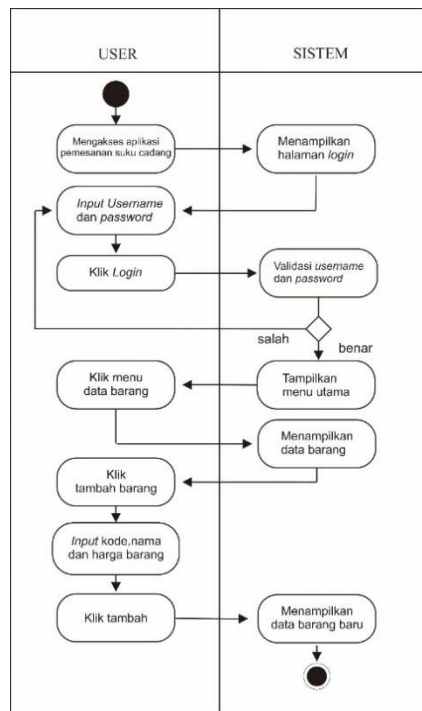 USER
SISTEM
Mengakses aplikasi
pemesanan suku cadang
Menampilkan
halaman login
Input Username
dan password
Klik Login
Validasi username
dan password
salah
benar
Tampilkan
menu utama
Klik menu
data barang
Menampilkan
data barang
Klik
tambah barang
Input kode,nama
dan harga barang
Klik tambah
Menampilkan
data barang baru